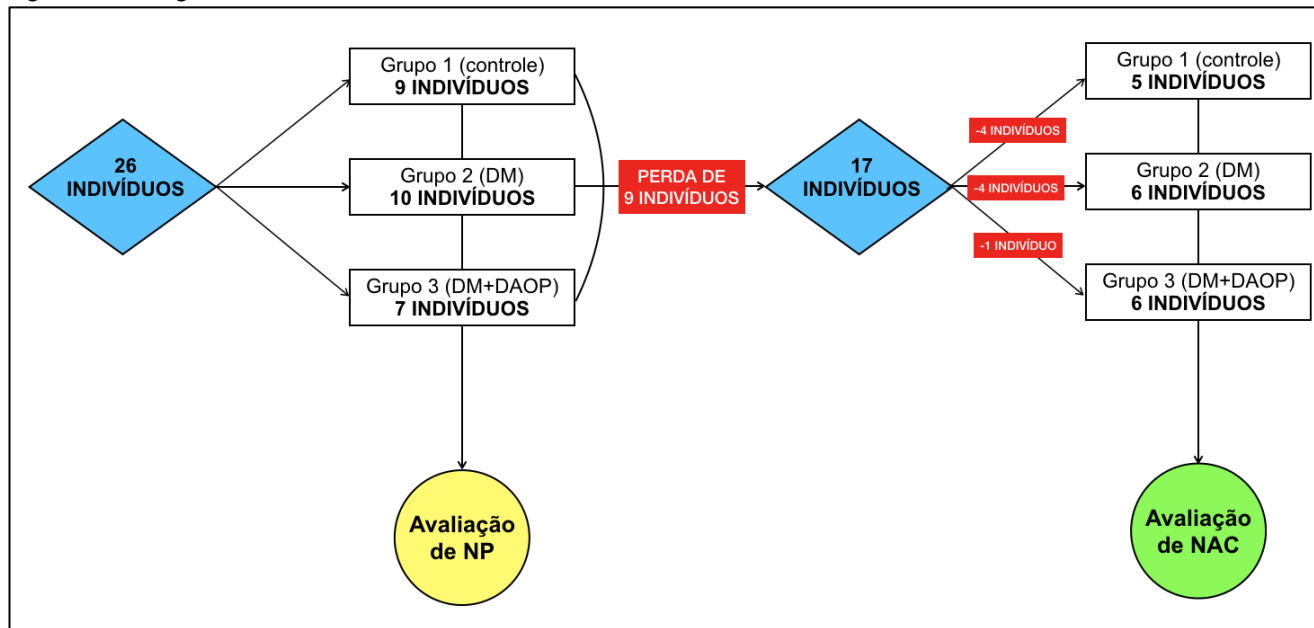 26
INDIVÍDUOS
Grupo 1 (controle)
9 INDIVÍDUOS
Grupo 2 (DM)
10 INDIVÍDUOS
Grupo 3 (DM+DAOP)
7 INDIVÍDUOS
Avaliação
de NP
PERDA DE
9 INDIVÍDUOS
17
INDIVÍDUOS
-4 INDIVÍDUOS
-4 INDIVÍDUOS
-1 INDIVÍDUO
Grupo 1 (controle)
5 INDIVÍDUOS
Grupo 2 (DM)
6 INDIVÍDUOS
Grupo 3 (DM+DAOP)
6 INDIVÍDUOS
Avaliação
de NAC